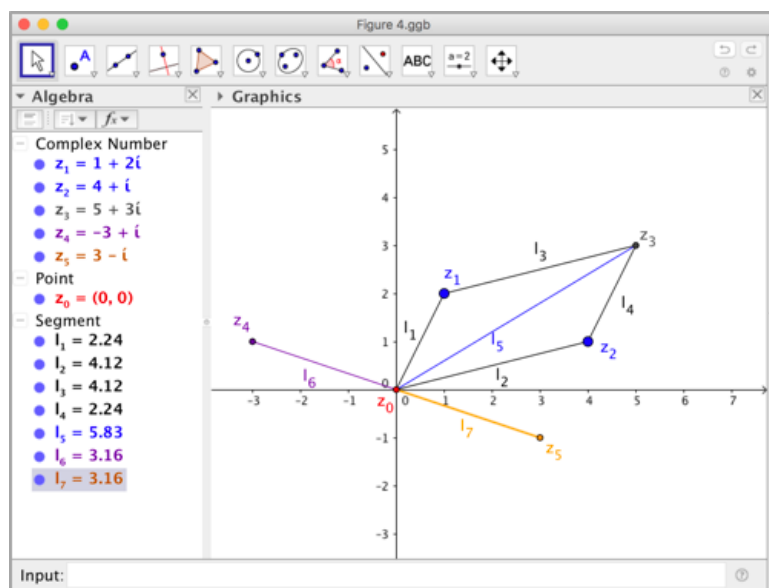 Figure 4.ggb
A
ABC
a=2
Algebra
Graphics
fx
Complex Number
z₁ = 1 + 2í
z₂ = 4 + í
z₃ = 5 + 3í
z₄ = -3 + í
z₅ = 3 - í
Point
z₀ = (0, 0)
Segment
l₁ = 2.24
l₂ = 4.12
l₃ = 4.12
l₄ = 2.24
l₅ = 5.83
l₆ = 3.16
l₇ = 3.16
5
4
3
2
1
0
-1
-2
-3
-3 -2 -1 0 1 2 3 4 5 6 7
z₃
l₃
z₁
l₄
l₁
l₅
z₂
z₄
l₂
l₆
z₀
l₇
z₅
Input: